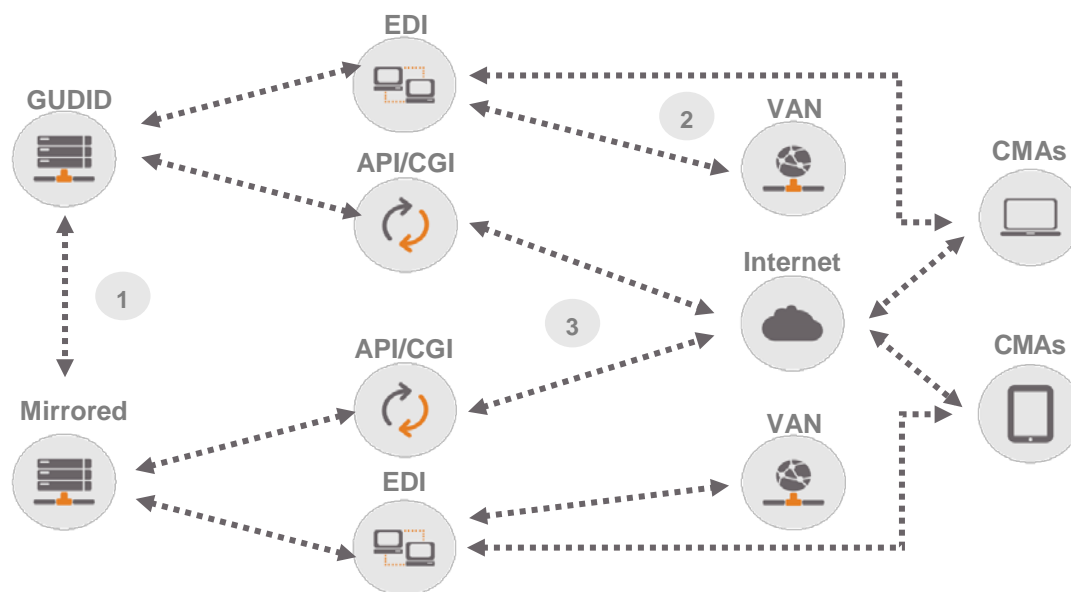 EDI
GUDID
2
VAN
CMAs
API/CGI
Internet
1
3
API/CGI
CMAs
Mirrored
VAN
EDI